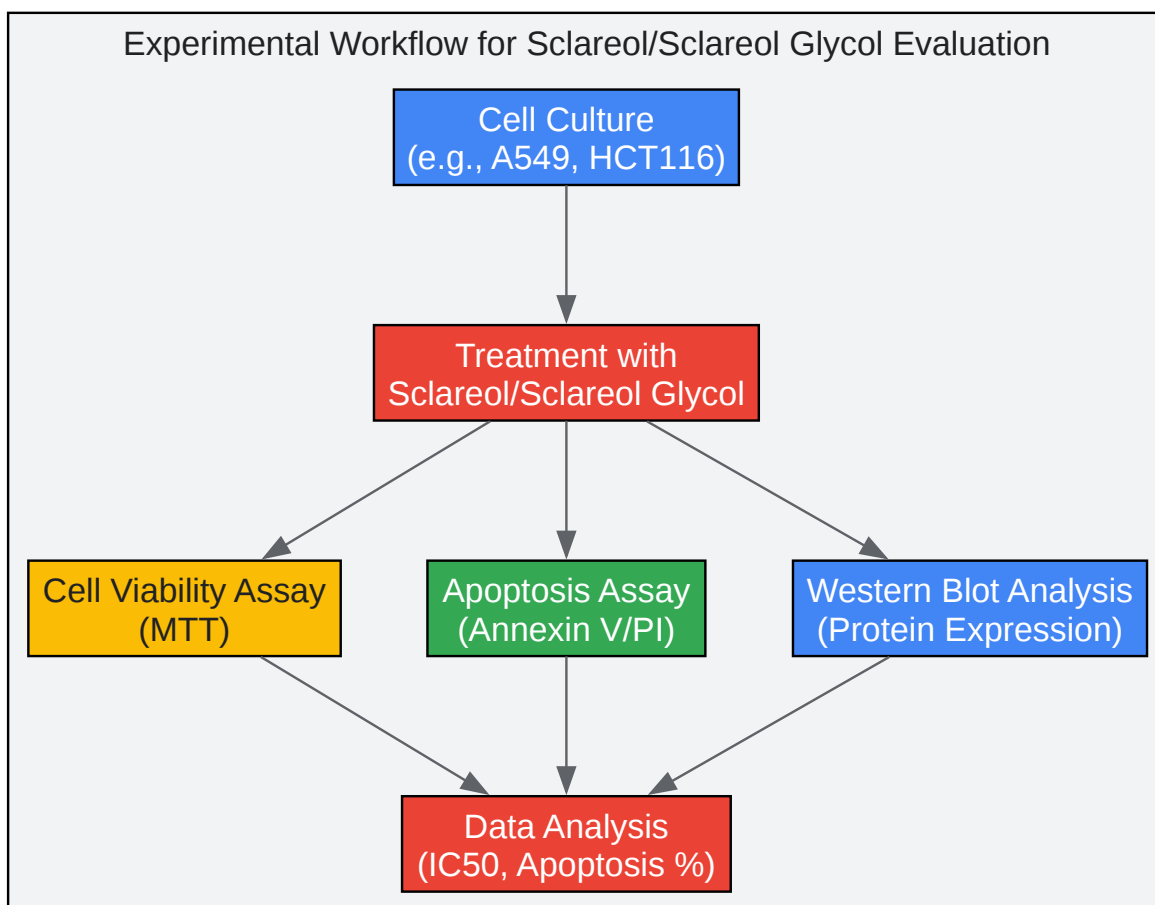 Experimental Workflow for Sclareol/Sclareol Glycol Evaluation
Cell Culture
(e.g., A549, HCT116)
Treatment with
Sclareol/Sclareol Glycol
Cell Viability Assay
(MTT)
Apoptosis Assay
(Annexin V/PI)
Western Blot Analysis
(Protein Expression)
Data Analysis
(IC50, Apoptosis %)